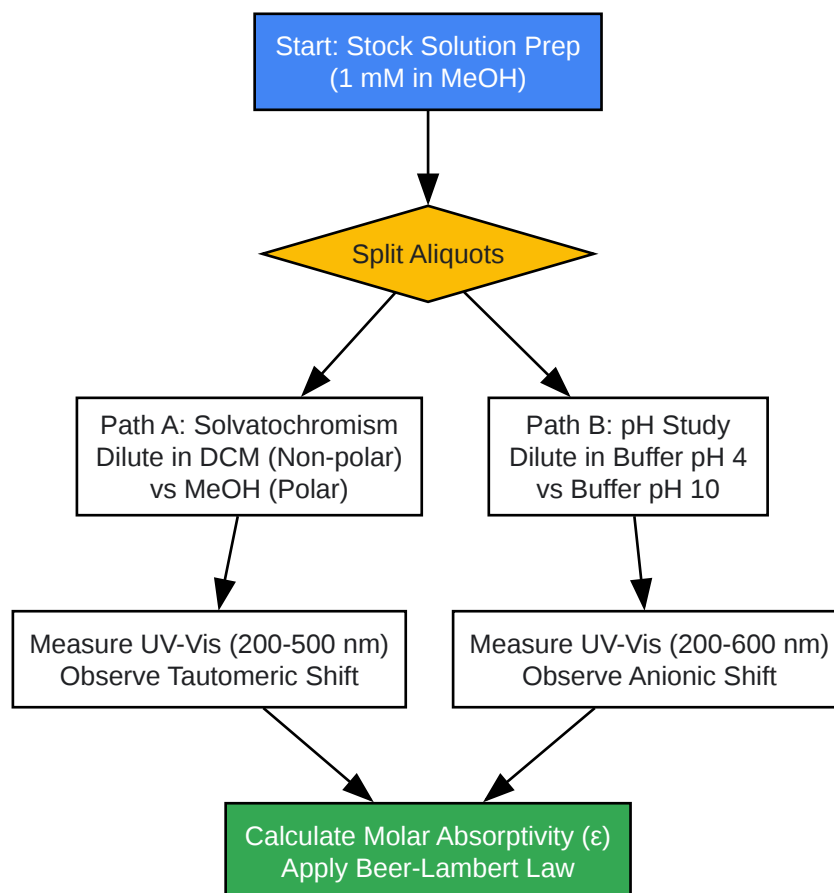 Start: Stock Solution Prep
(1 mM in MeOH)
Split Aliquots
Path A: Solvatochromism
Dilute in DCM (Non-polar)
vs MeOH (Polar)
Path B: pH Study
Dilute in Buffer pH 4
vs Buffer pH 10
Measure UV-Vis (200-500 nm)
Observe Tautomeric Shift
Measure UV-Vis (200-600 nm)
Observe Anionic Shift
Calculate Molar Absorptivity (ε)
Apply Beer-Lambert Law